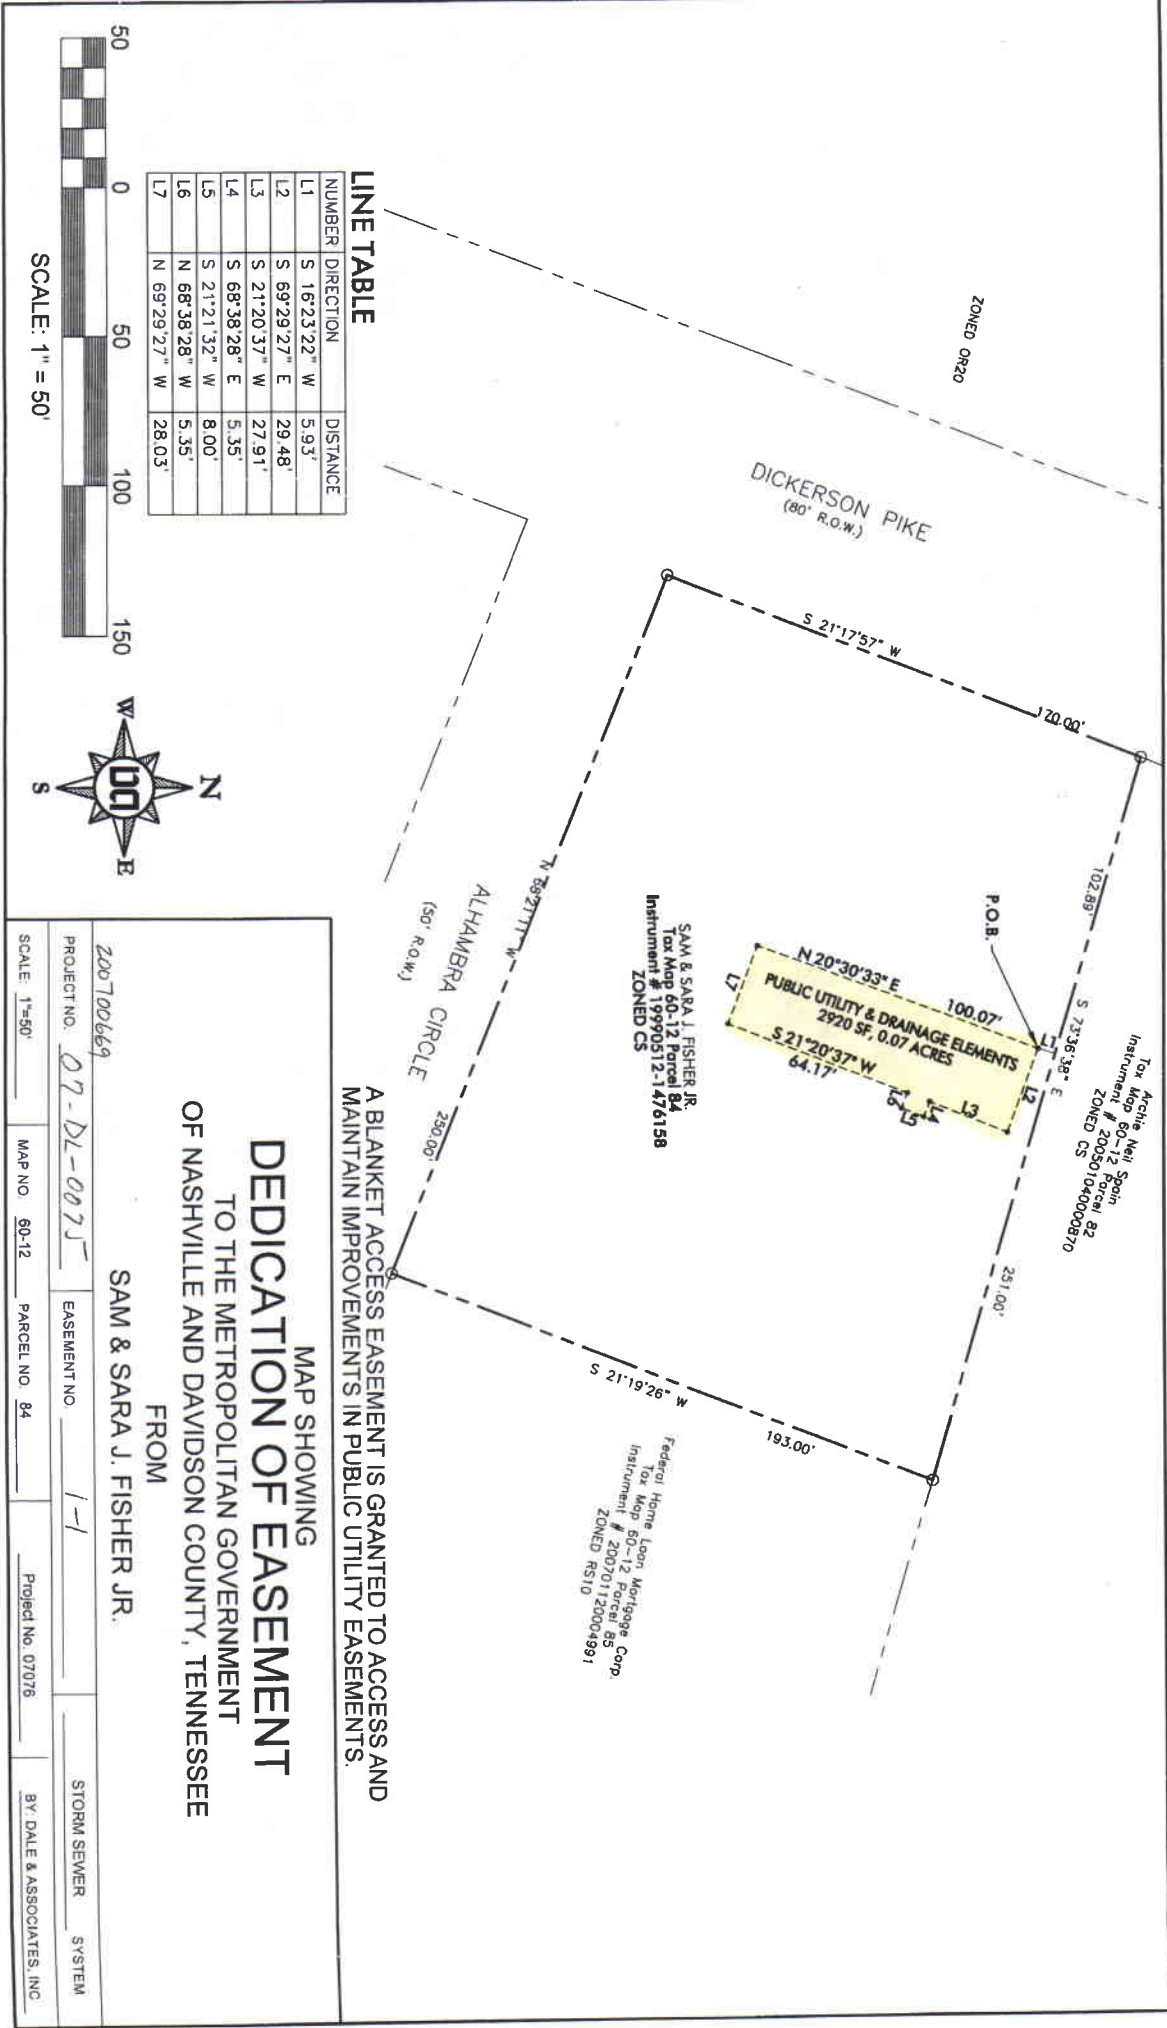 ZONED OR20
DICKERSON PIKE
(80' R.O.W.)
S 21°17'57" W
170.00'
102.89'
S 73°36'38" E
251.00'
Archie Neil Spain
Tax Map 60-12 Parcel 82
Instrument # 200501040000870
ZONED CS
P.O.B.
L1
L2
L3
L4
L5
L6
L7
N 20°30'33" E
100.07'
PUBLIC UTILITY & DRAINAGE ELEMENTS
2920 SF, 0.07 ACRES
S 21°20'37" W
64.17'
SAM & SARA J. FISHER JR.
Tax Map 60-12 Parcel 84
Instrument # 19990512-1476158
ZONED CS
N 68°21'11" W
250.00'
ALHAMBRA CIRCLE
(50' R.O.W.)
S 21°19'26" W
193.00'
Federal Home Loan Mortgage Corp.
Tax Map 60-12 Parcel 85
Instrument # 200701120004991
ZONED RS10
LINE TABLE
NUMBER DIRECTION DISTANCE
L1 S 16°23'22" W 5.93'
L2 S 69°29'27" E 29.48'
L3 S 21°20'37" W 27.91'
L4 S 68°38'28" E 5.35'
L5 S 21°21'32" W 8.00'
L6 N 68°38'28" W 5.35'
L7 N 69°29'27" W 28.03'
50 0 50 100 150
SCALE: 1" = 50'
N
W E
S
A BLANKET ACCESS EASEMENT IS GRANTED TO ACCESS AND
MAINTAIN IMPROVEMENTS IN PUBLIC UTILITY EASEMENTS.
MAP SHOWING
DEDICATION OF EASEMENT
TO THE METROPOLITAN GOVERNMENT
OF NASHVILLE AND DAVIDSON COUNTY, TENNESSEE
FROM
SAM & SARA J. FISHER JR.
200700669
PROJECT NO. 07-DL-0075 EASEMENT NO. 1-1 STORM SEWER SYSTEM
SCALE: 1"=50' MAP NO. 60-12 PARCEL NO. 84 Project No. 07076 BY: DALE & ASSOCIATES, INC